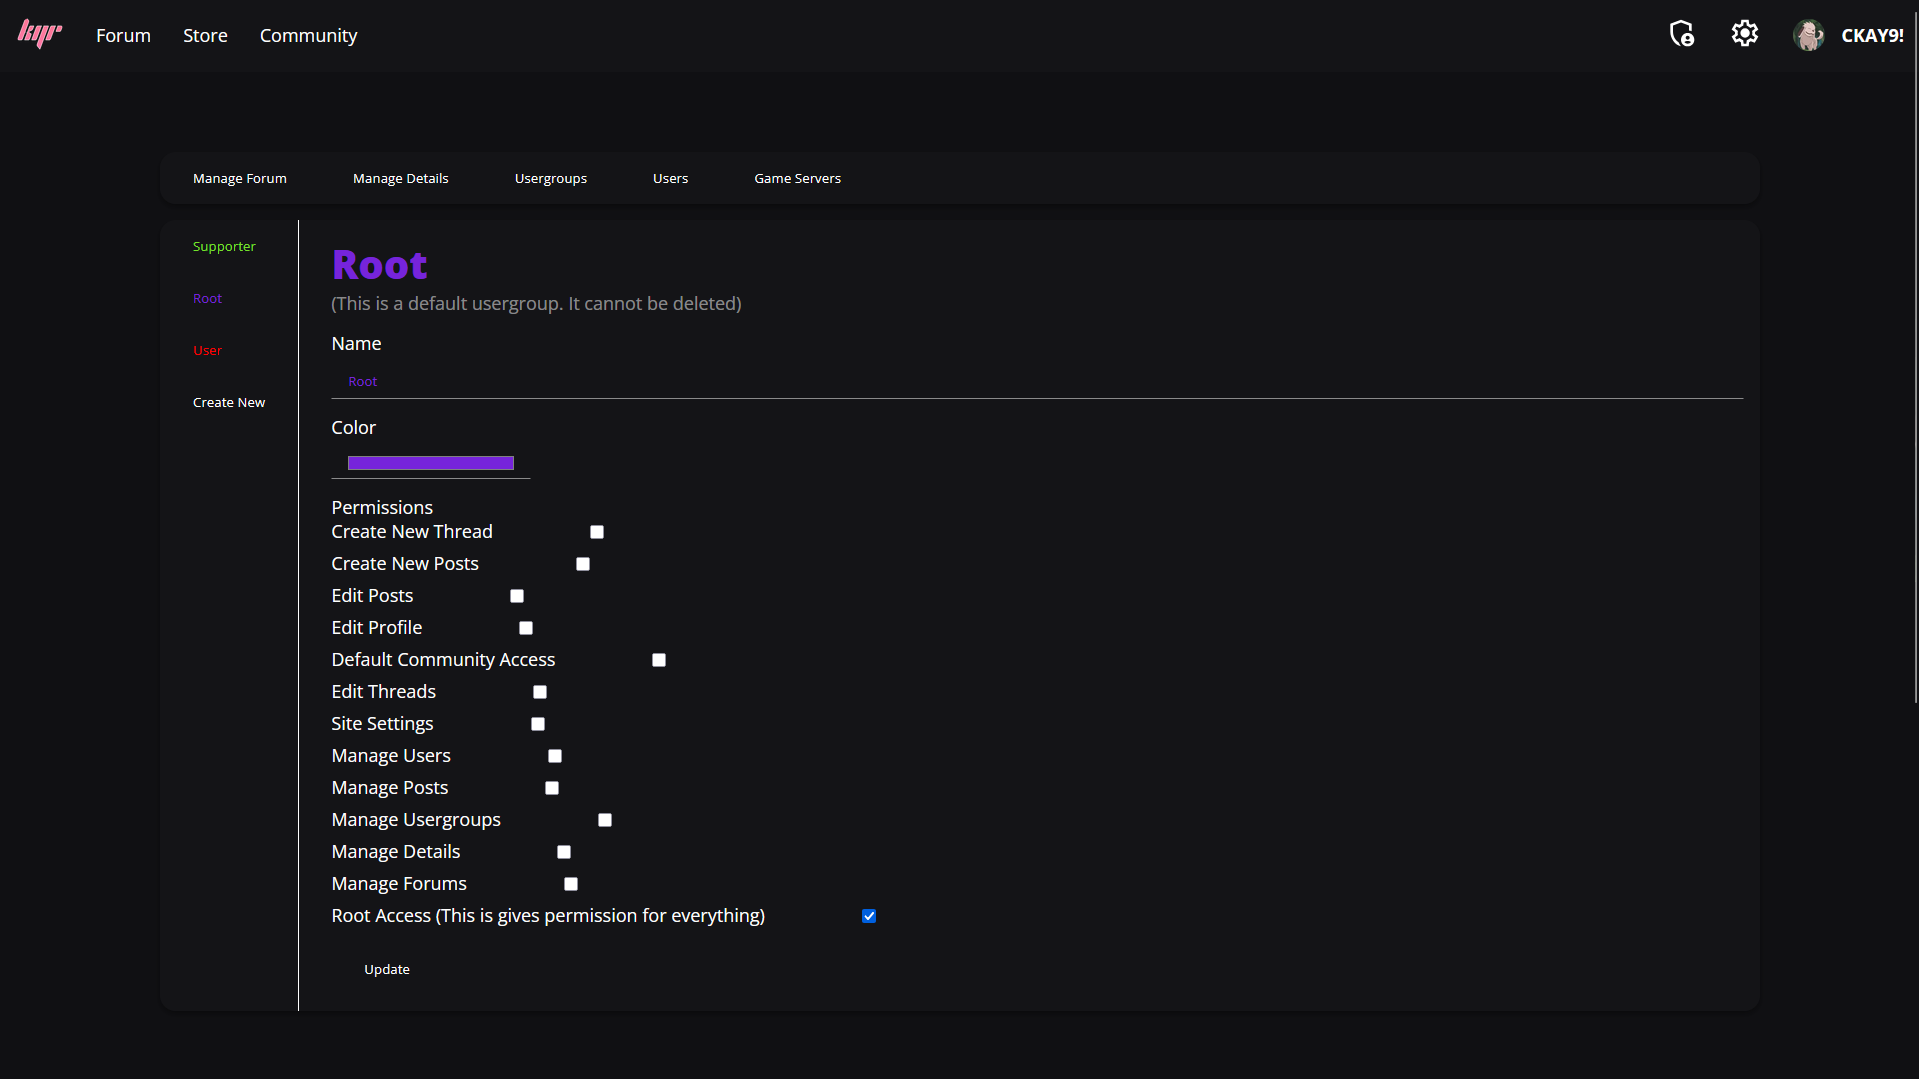 kqr
Forum Store Community CKAY9!
Manage Forum Manage Details Usergroups Users Game Servers
Supporter
Root
User
Create New
Root
(This is a default usergroup. It cannot be deleted)
Name
Root
Color
Permissions
Create New Thread
Create New Posts
Edit Posts
Edit Profile
Default Community Access
Edit Threads
Site Settings
Manage Users
Manage Posts
Manage Usergroups
Manage Details
Manage Forums
Root Access (This is gives permission for everything)
Update